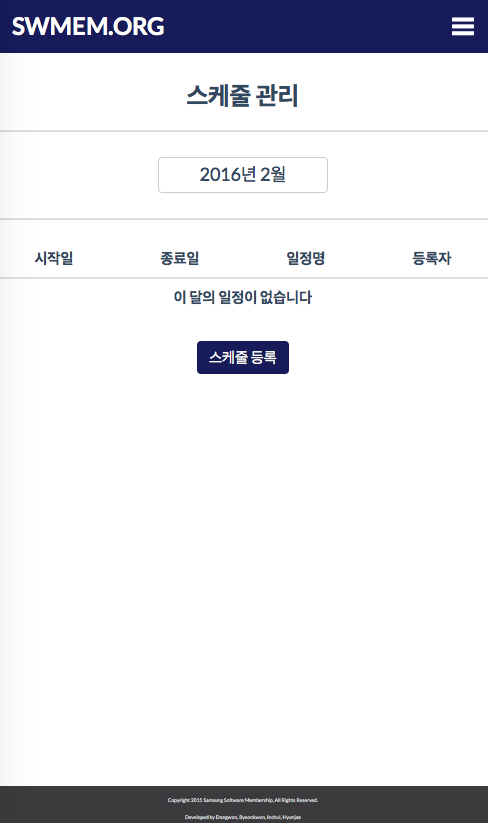 SWMEM.ORG
스케줄 관리
2016년 2월
시작일 종료일 일정명 등록자
이 달의 일정이 없습니다
스케줄 등록
Copyright 2015 Samsung Software Membership, All Rights Reserved.
Developed by Dongwon, Byeonkwon, Inchul, Hyunjae